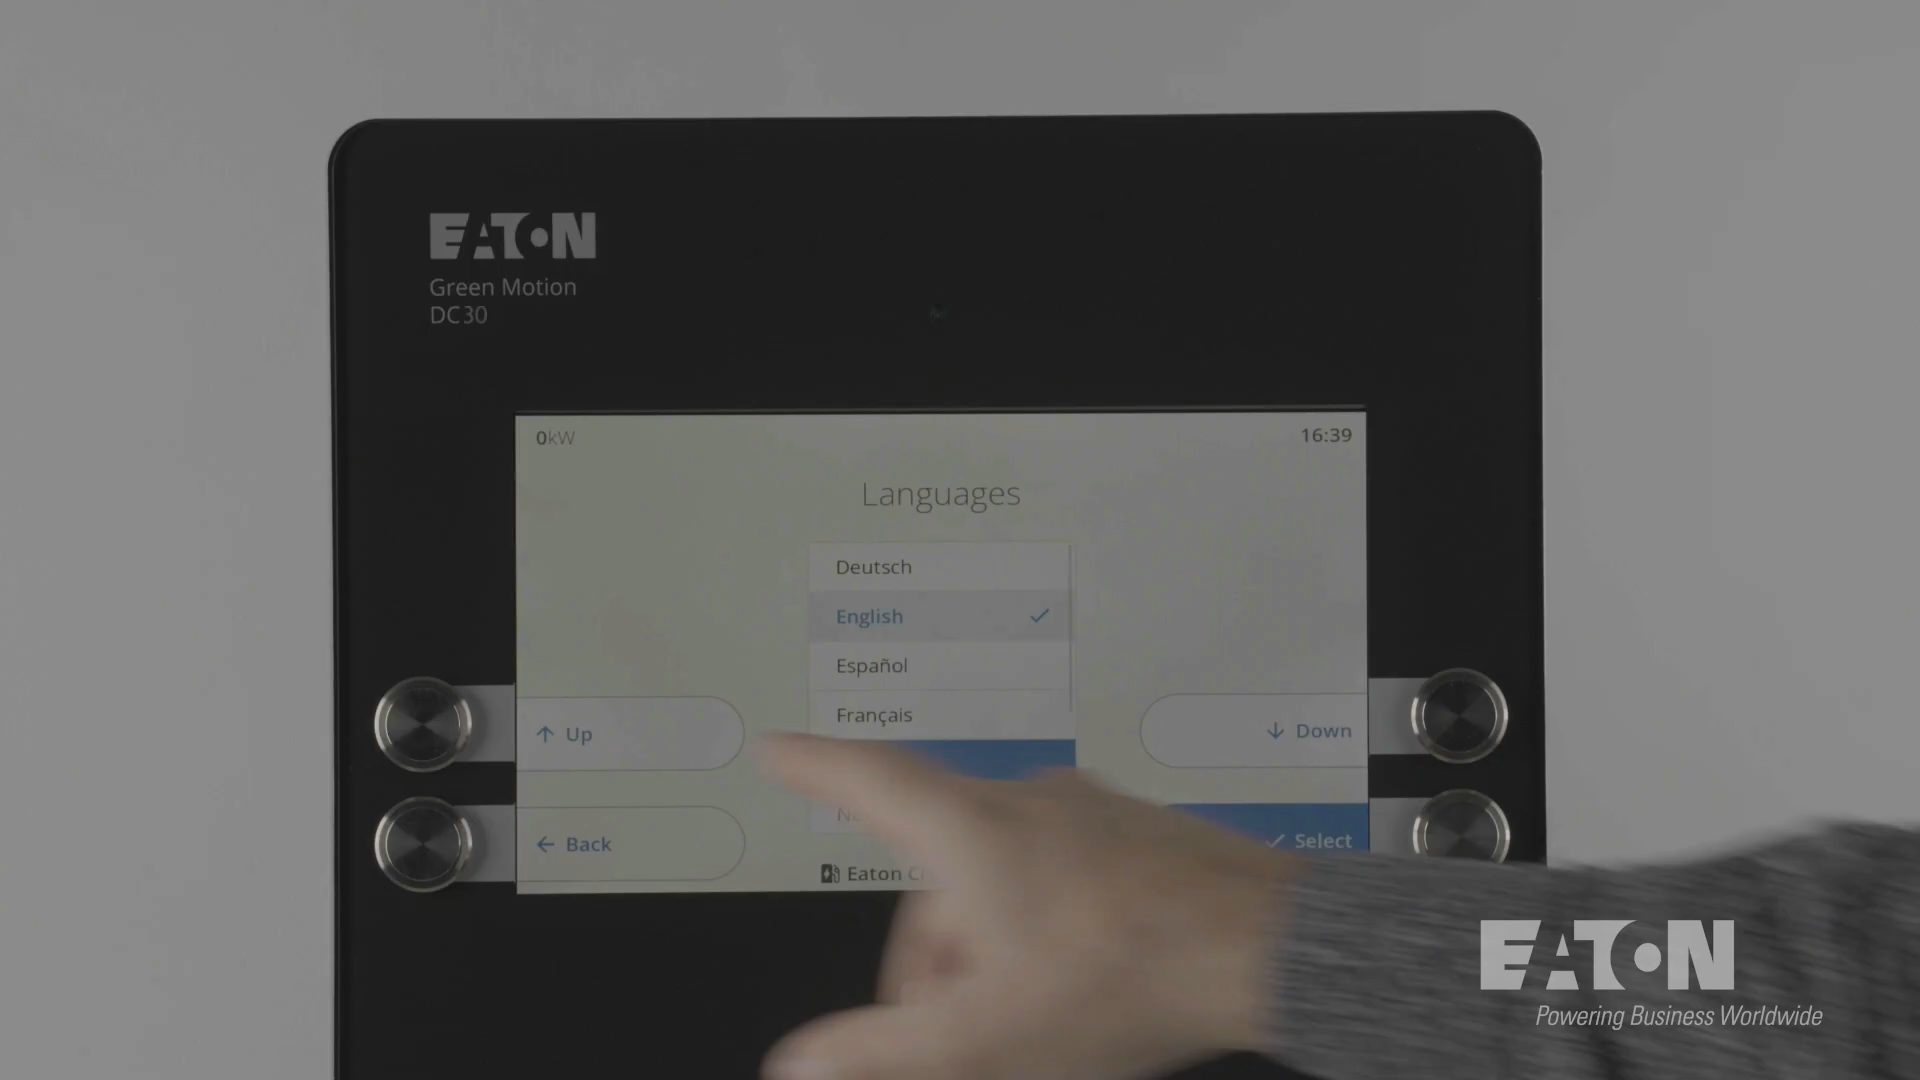 EATON
Green Motion
DC30
0kW
16:39
Languages
Deutsch
English
Español
Français
Up
Down
Back
Select
Eaton
EATON
Powering Business Worldwide